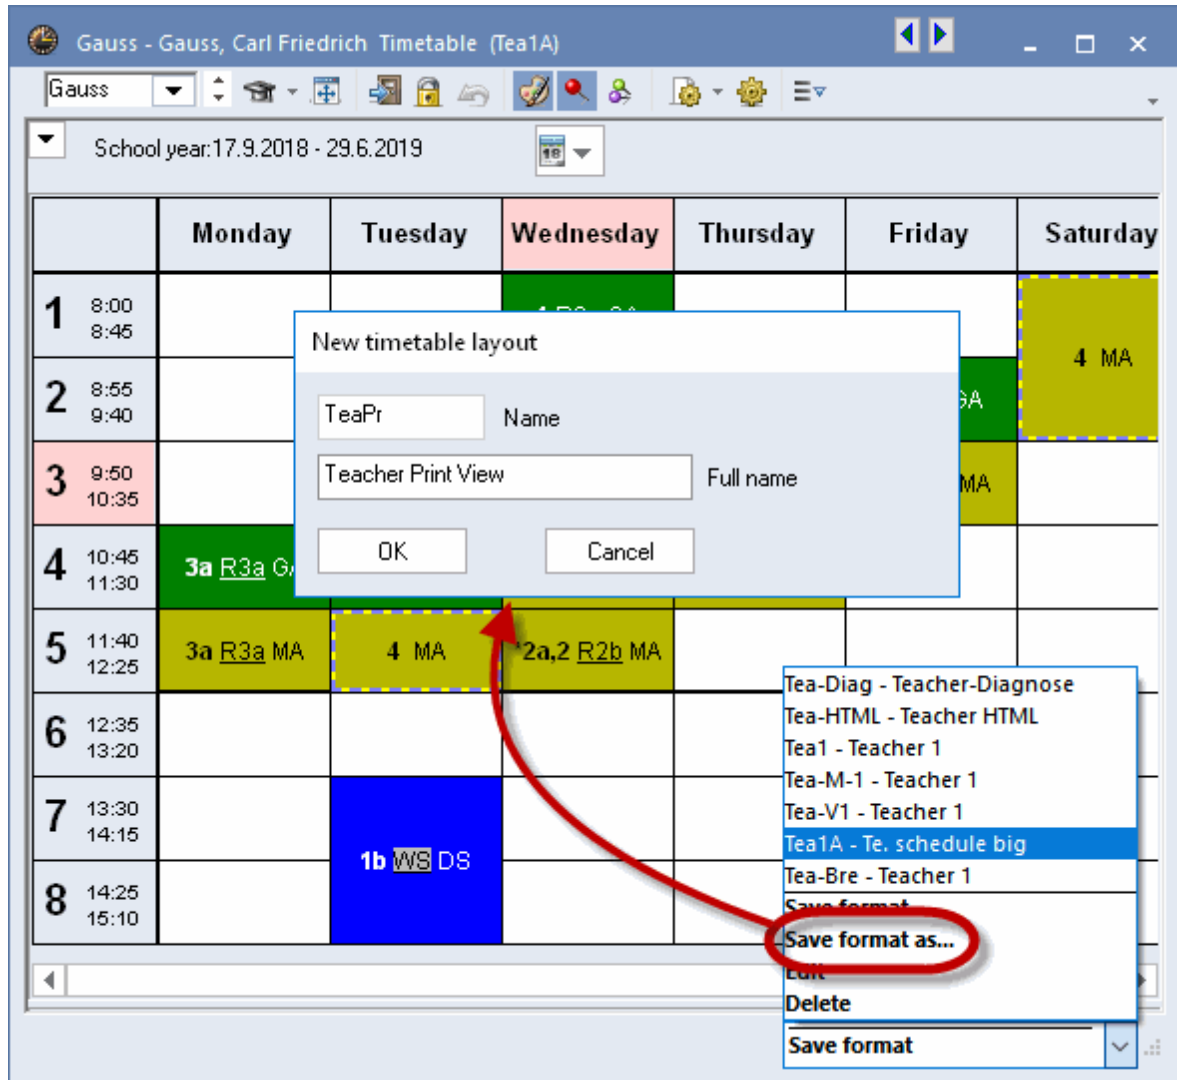 Gauss - Gauss, Carl Friedrich Timetable (Tea1A)
Gauss
School year:17.9.2018 - 29.6.2019
18
Monday Tuesday Wednesday Thursday Friday Saturday
1 8:00
8:45
4 MA
2 8:55
9:40
GA
3 9:50
10:35
MA
New timetable layout
TeaPr Name
Teacher Print View Full name
OK Cancel
4 10:45
11:30
3a R3a
5 11:40
12:25
3a R3a MA 4 MA *2a,2 R2b MA
6 12:35
13:20
7 13:30
14:15
1b WS DS
8 14:25
15:10
Tea-Diag - Teacher-Diagnose
Tea-HTML - Teacher HTML
Tea1 - Teacher 1
Tea-M-1 - Teacher 1
Tea-V1 - Teacher 1
Tea1A - Te. schedule big
Tea-Bre - Teacher 1
Save format
Save format as...
Edit
Delete
Save format